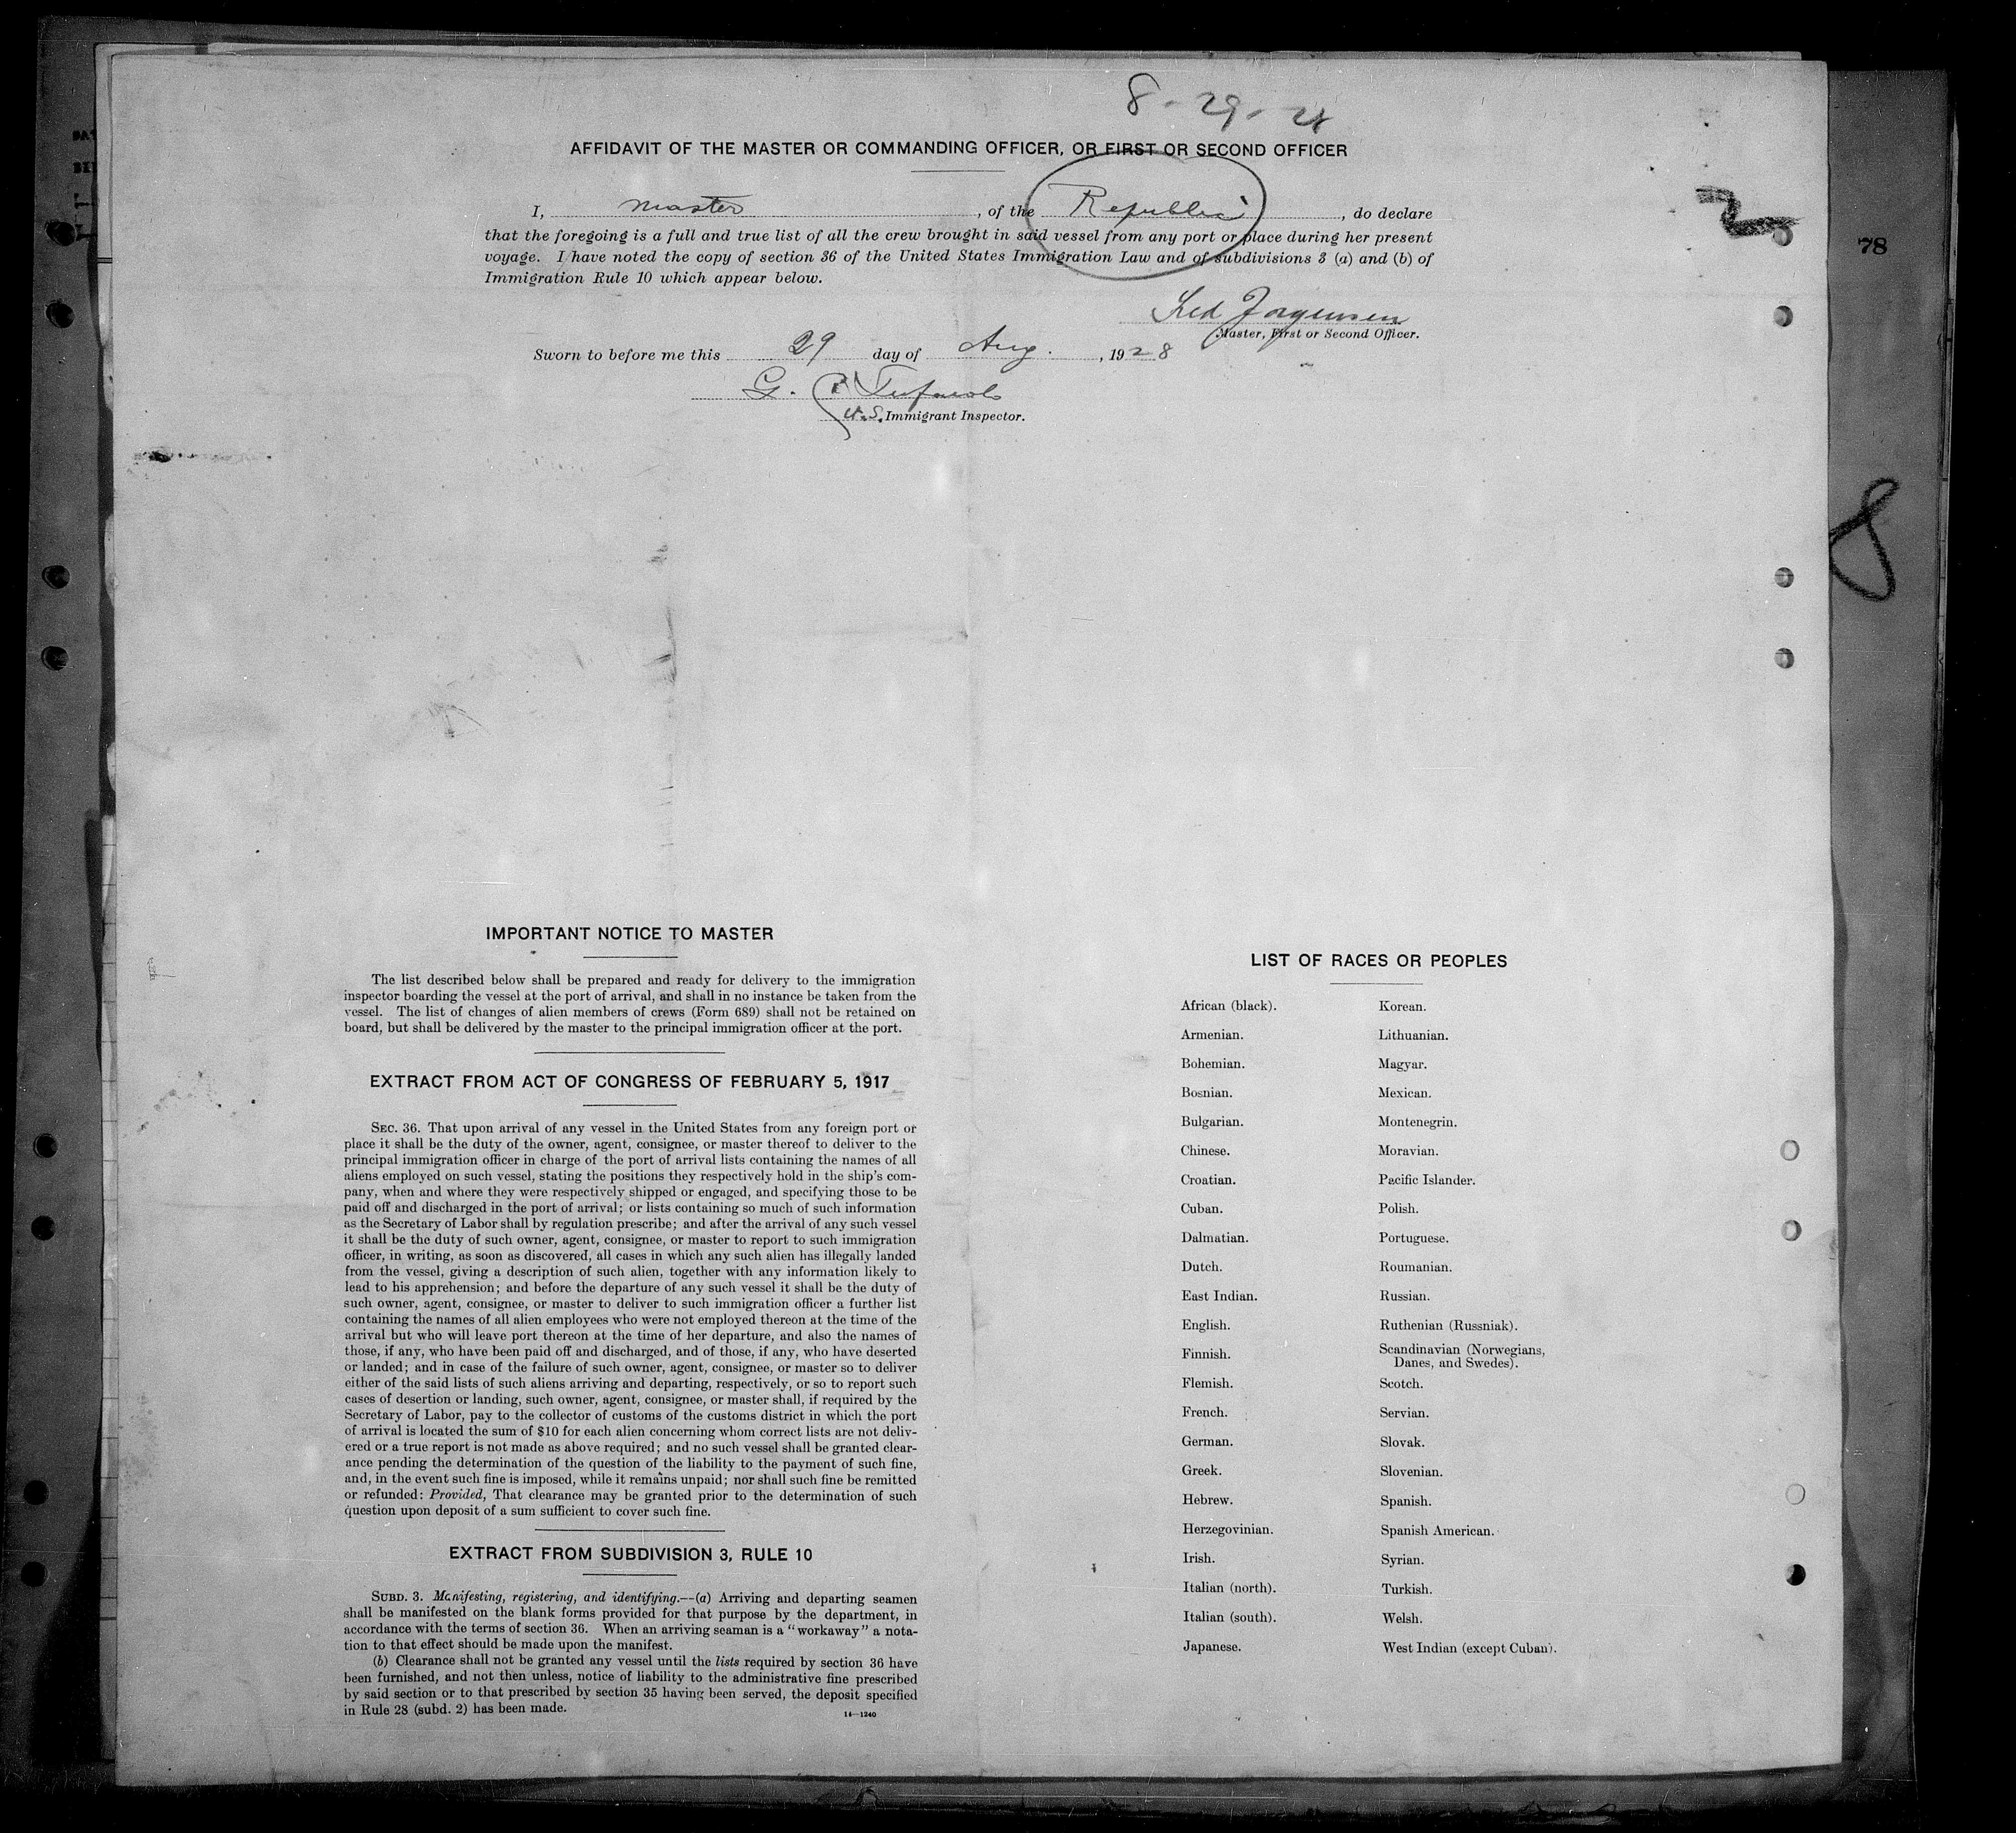 8-29-28
AFFIDAVIT OF THE MASTER OR COMMANDING OFFICER, OR FIRST OR SECOND OFFICER
I, master, of the Republic, do declare
that the foregoing is a full and true list of all the crew brought in said vessel from any port or place during her present
voyage. I have noted the copy of section 36 of the United States Immigration Law and of subdivisions 3 (a) and (b) of
Immigration Rule 10 which appear below.
2
78
Jorgensen
Master, First or Second Officer.
Sworn to before me this 29 day of Aug., 1928
G.
U.S. Immigrant Inspector.
8
IMPORTANT NOTICE TO MASTER
The list described below shall be prepared and ready for delivery to the immigration
inspector boarding the vessel at the port of arrival, and shall in no instance be taken from the
vessel. The list of changes of alien members of crews (Form 689) shall not be retained on
board, but shall be delivered by the master to the principal immigration officer at the port.
EXTRACT FROM ACT OF CONGRESS OF FEBRUARY 5, 1917
SEC. 36. That upon arrival of any vessel in the United States from any foreign port or
place it shall be the duty of the owner, agent, consignee, or master thereof to deliver to the
principal immigration officer in charge of the port of arrival lists containing the names of all
aliens employed on such vessel, stating the positions they respectively hold in the ship's com-
pany, when and where they were respectively shipped or engaged, and specifying those to be
paid off and discharged in the port of arrival; or lists containing so much of such information
as the Secretary of Labor shall by regulation prescribe; and after the arrival of any such vessel
it shall be the duty of such owner, agent, consignee, or master to report to such immigration
officer, in writing, as soon as discovered, all cases in which any such alien has illegally landed
from the vessel, giving a description of such alien, together with any information likely to
lead to his apprehension; and before the departure of any such vessel it shall be the duty of
such owner, agent, consignee, or master to deliver to such immigration officer a further list
containing the names of all alien employees who were not employed thereon at the time of the
arrival but who will leave port thereon at the time of her departure, and also the names of
those, if any, who have been paid off and discharged, and of those, if any, who have deserted
or landed; and in case of the failure of such owner, agent, consignee, or master so to deliver
either of the said lists of such aliens arriving and departing, respectively, or so to report such
cases of desertion or landing, such owner, agent, consignee, or master shall, if required by the
Secretary of Labor, pay to the collector of customs of the customs district in which the port
of arrival is located the sum of $10 for each alien concerning whom correct lists are not deliv-
ered or a true report is not made as above required; and no such vessel shall be granted clear-
ance pending the determination of the question of the liability to the payment of such fine,
and, in the event such fine is imposed, while it remains unpaid; nor shall such fine be remitted
or refunded: Provided, That clearance may be granted prior to the determination of such
question upon deposit of a sum sufficient to cover such fine.
EXTRACT FROM SUBDIVISION 3, RULE 10
SUBD. 3. Manifesting, registering, and identifying.—(a) Arriving and departing seamen
shall be manifested on the blank forms provided for that purpose by the department, in
accordance with the terms of section 36. When an arriving seaman is a "workaway" a nota-
tion to that effect should be made upon the manifest.
(b) Clearance shall not be granted any vessel until the lists required by section 36 have
been furnished, and not then unless, notice of liability to the administrative fine prescribed
by said section or to that prescribed by section 35 having been served, the deposit specified
in Rule 28 (subd. 2) has been made.
14—1240
LIST OF RACES OR PEOPLES
African (black).
Armenian.
Bohemian.
Bosnian.
Bulgarian.
Chinese.
Croatian.
Cuban.
Dalmatian.
Dutch.
East Indian.
English.
Finnish.
Flemish.
French.
German.
Greek.
Hebrew.
Herzegovinian.
Irish.
Italian (north).
Italian (south).
Japanese.
Korean.
Lithuanian.
Magyar.
Mexican.
Montenegrin.
Moravian.
Pacific Islander.
Polish.
Portuguese.
Roumanian.
Russian.
Ruthenian (Russniak).
Scandinavian (Norwegians,
Danes, and Swedes).
Scotch.
Servian.
Slovak.
Slovenian.
Spanish.
Spanish American.
Syrian.
Turkish.
Welsh.
West Indian (except Cuban).